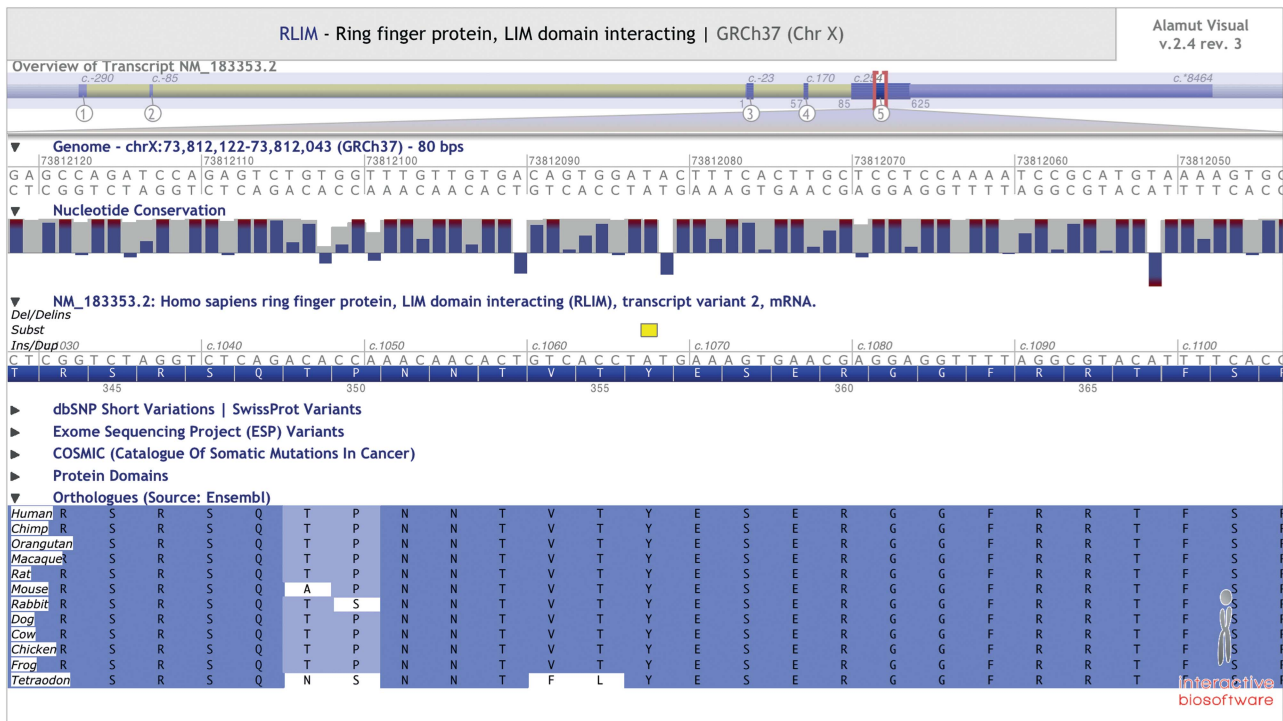 RLIM - Ring finger protein, LIM domain interacting | GRCh37 (Chr X)
Alamut Visual
v.2.4 rev. 3
Overview of Transcript NM_183353.2
c.-290 c.-85 c.-23 c.170 c.254 c.*8464
1 57 85 625
1 2 3 4 5
Genome - chrX:73,812,122-73,812,043 (GRCh37) - 80 bps
73812120 73812110 73812100 73812090 73812080 73812070 73812060 73812050
G A G C C A G A T C C A G A G T C T G T G G T T T G T T G T G A C A G T G G A T A C T T T C A C T T G C T C C T C C A A A A T C C G C A T G T A A A A G T G
C T C G G T C T A G G T C T C A G A C A C C A A A C A A C A C T G T C A C C T A T G A A A G T G A A C G A G G A G G T T T T A G G C G T A C A T T T T C A C
Nucleotide Conservation
NM_183353.2: Homo sapiens ring finger protein, LIM domain interacting (RLIM), transcript variant 2, mRNA.
Del/Delins
Subst
Ins/Dup 030 c.1040 c.1050 c.1060 c.1070 c.1080 c.1090 c.1100
C T C G G T C T A G G T C T C A G A C A C C A A A C A A C A C T G T C A C C T A T G A A A G T G A A C G A G G A G G T T T T A G G C G T A C A T T T T C A C
T R S R S Q T P N N T V T Y E S E R G G F R R T F S
345 350 355 360 365
dbSNP Short Variations | SwissProt Variants
Exome Sequencing Project (ESP) Variants
COSMIC (Catalogue Of Somatic Mutations In Cancer)
Protein Domains
Orthologues (Source: Ensembl)
Human R S R S Q T P N N T V T Y E S E R G G F R R T F S
Chimp R S R S Q T P N N T V T Y E S E R G G F R R T F S
Orangutan R S R S Q T P N N T V T Y E S E R G G F R R T F S
Macaque R S R S Q T P N N T V T Y E S E R G G F R R T F S
Rat R S R S Q T P N N T V T Y E S E R G G F R R T F S
Mouse R S R S Q A P N N T V T Y E S E R G G F R R T F S
Rabbit R S R S Q T S N N T V T Y E S E R G G F R R T F S
Dog R S R S Q T P N N T V T Y E S E R G G F R R T F S
Cow R S R S Q T P N N T V T Y E S E R G G F R R T F S
Chicken R S R S Q T P N N T V T Y E S E R G G F R R T F S
Frog R S R S Q T P N N T V T Y E S E R G G F R R T F S
Tetraodon S R S Q N S N N T F L Y E S E R G G F R R T F S
interactive
biosoftware